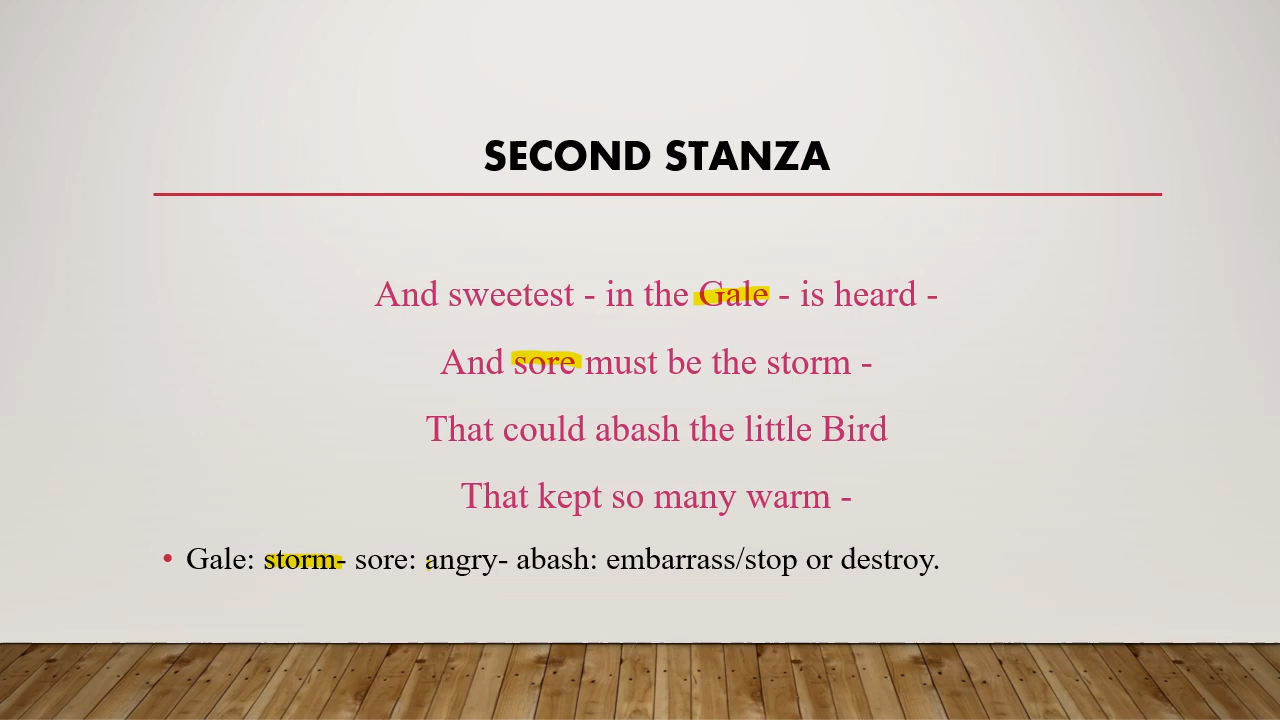 SECOND STANZA
And sweetest - in the Gale - is heard -
And sore must be the storm -
That could abash the little Bird
That kept so many warm -
• Gale: storm- sore: angry- abash: embarrass/stop or destroy.